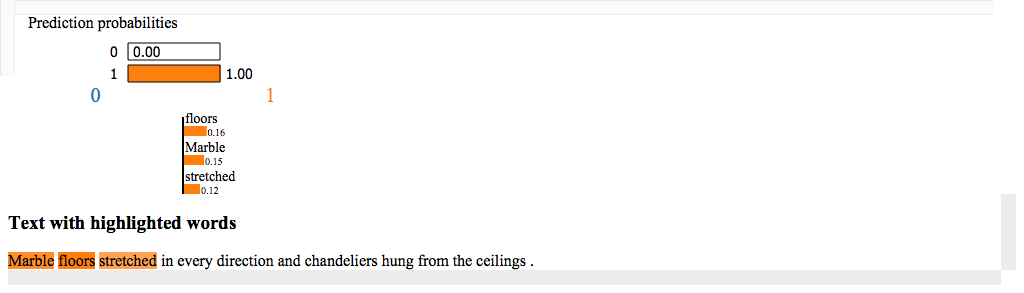 Prediction probabilities
0 0.00
1 1.00
0 1
floors
0.16
Marble
0.15
stretched
0.12
Text with highlighted words
Marble floors stretched in every direction and chandeliers hung from the ceilings .